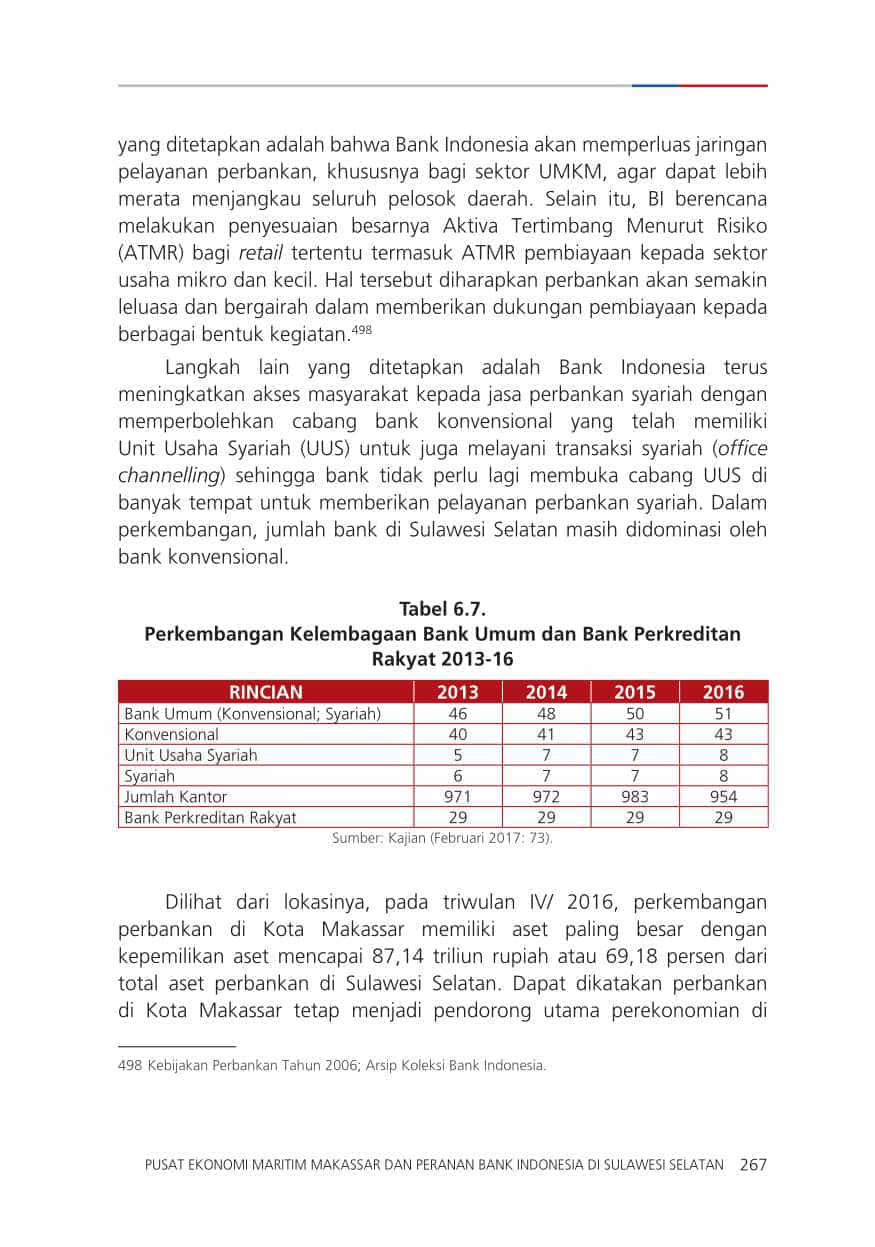 yang ditetapkan adalah bahwa Bank Indonesia akan memperluas jaringan
pelayanan perbankan, khususnya bagi sektor UMKM, agar dapat lebih
merata menjangkau seluruh pelosok daerah. Selain itu, BI berencana
melakukan penyesuaian besarnya Aktiva Tertimbang Menurut Risiko
(ATMR) bagi retail tertentu termasuk ATMR pembiayaan kepada sektor
usaha mikro dan kecil. Hal tersebut diharapkan perbankan akan semakin
leluasa dan bergairah dalam memberikan dukungan pembiayaan kepada
berbagai bentuk kegiatan.498
Langkah lain yang ditetapkan adalah Bank Indonesia terus
meningkatkan akses masyarakat kepada jasa perbankan syariah dengan
memperbolehkan cabang bank konvensional yang telah memiliki
Unit Usaha Syariah (UUS) untuk juga melayani transaksi syariah (office
channelling) sehingga bank tidak perlu lagi membuka cabang UUS di
banyak tempat untuk memberikan pelayanan perbankan syariah. Dalam
perkembangan, jumlah bank di Sulawesi Selatan masih didominasi oleh
bank konvensional.
Tabel 6.7.
Perkembangan Kelembagaan Bank Umum dan Bank Perkreditan
Rakyat 2013-16
RINCIAN 2013 2014 2015 2016
Bank Umum (Konvensional; Syariah) 46 48 50 51
Konvensional 40 41 43 43
Unit Usaha Syariah 5 7 7 8
Syariah 6 7 7 8
Jumlah Kantor 971 972 983 954
Bank Perkreditan Rakyat 29 29 29 29
Sumber: Kajian (Februari 2017: 73).
Dilihat dari lokasinya, pada triwulan IV/ 2016, perkembangan
perbankan di Kota Makassar memiliki aset paling besar dengan
kepemilikan aset mencapai 87,14 triliun rupiah atau 69,18 persen dari
total aset perbankan di Sulawesi Selatan. Dapat dikatakan perbankan
di Kota Makassar tetap menjadi pendorong utama perekonomian di
498 Kebijakan Perbankan Tahun 2006; Arsip Koleksi Bank Indonesia.
PUSAT EKONOMI MARITIM MAKASSAR DAN PERANAN BANK INDONESIA DI SULAWESI SELATAN 267